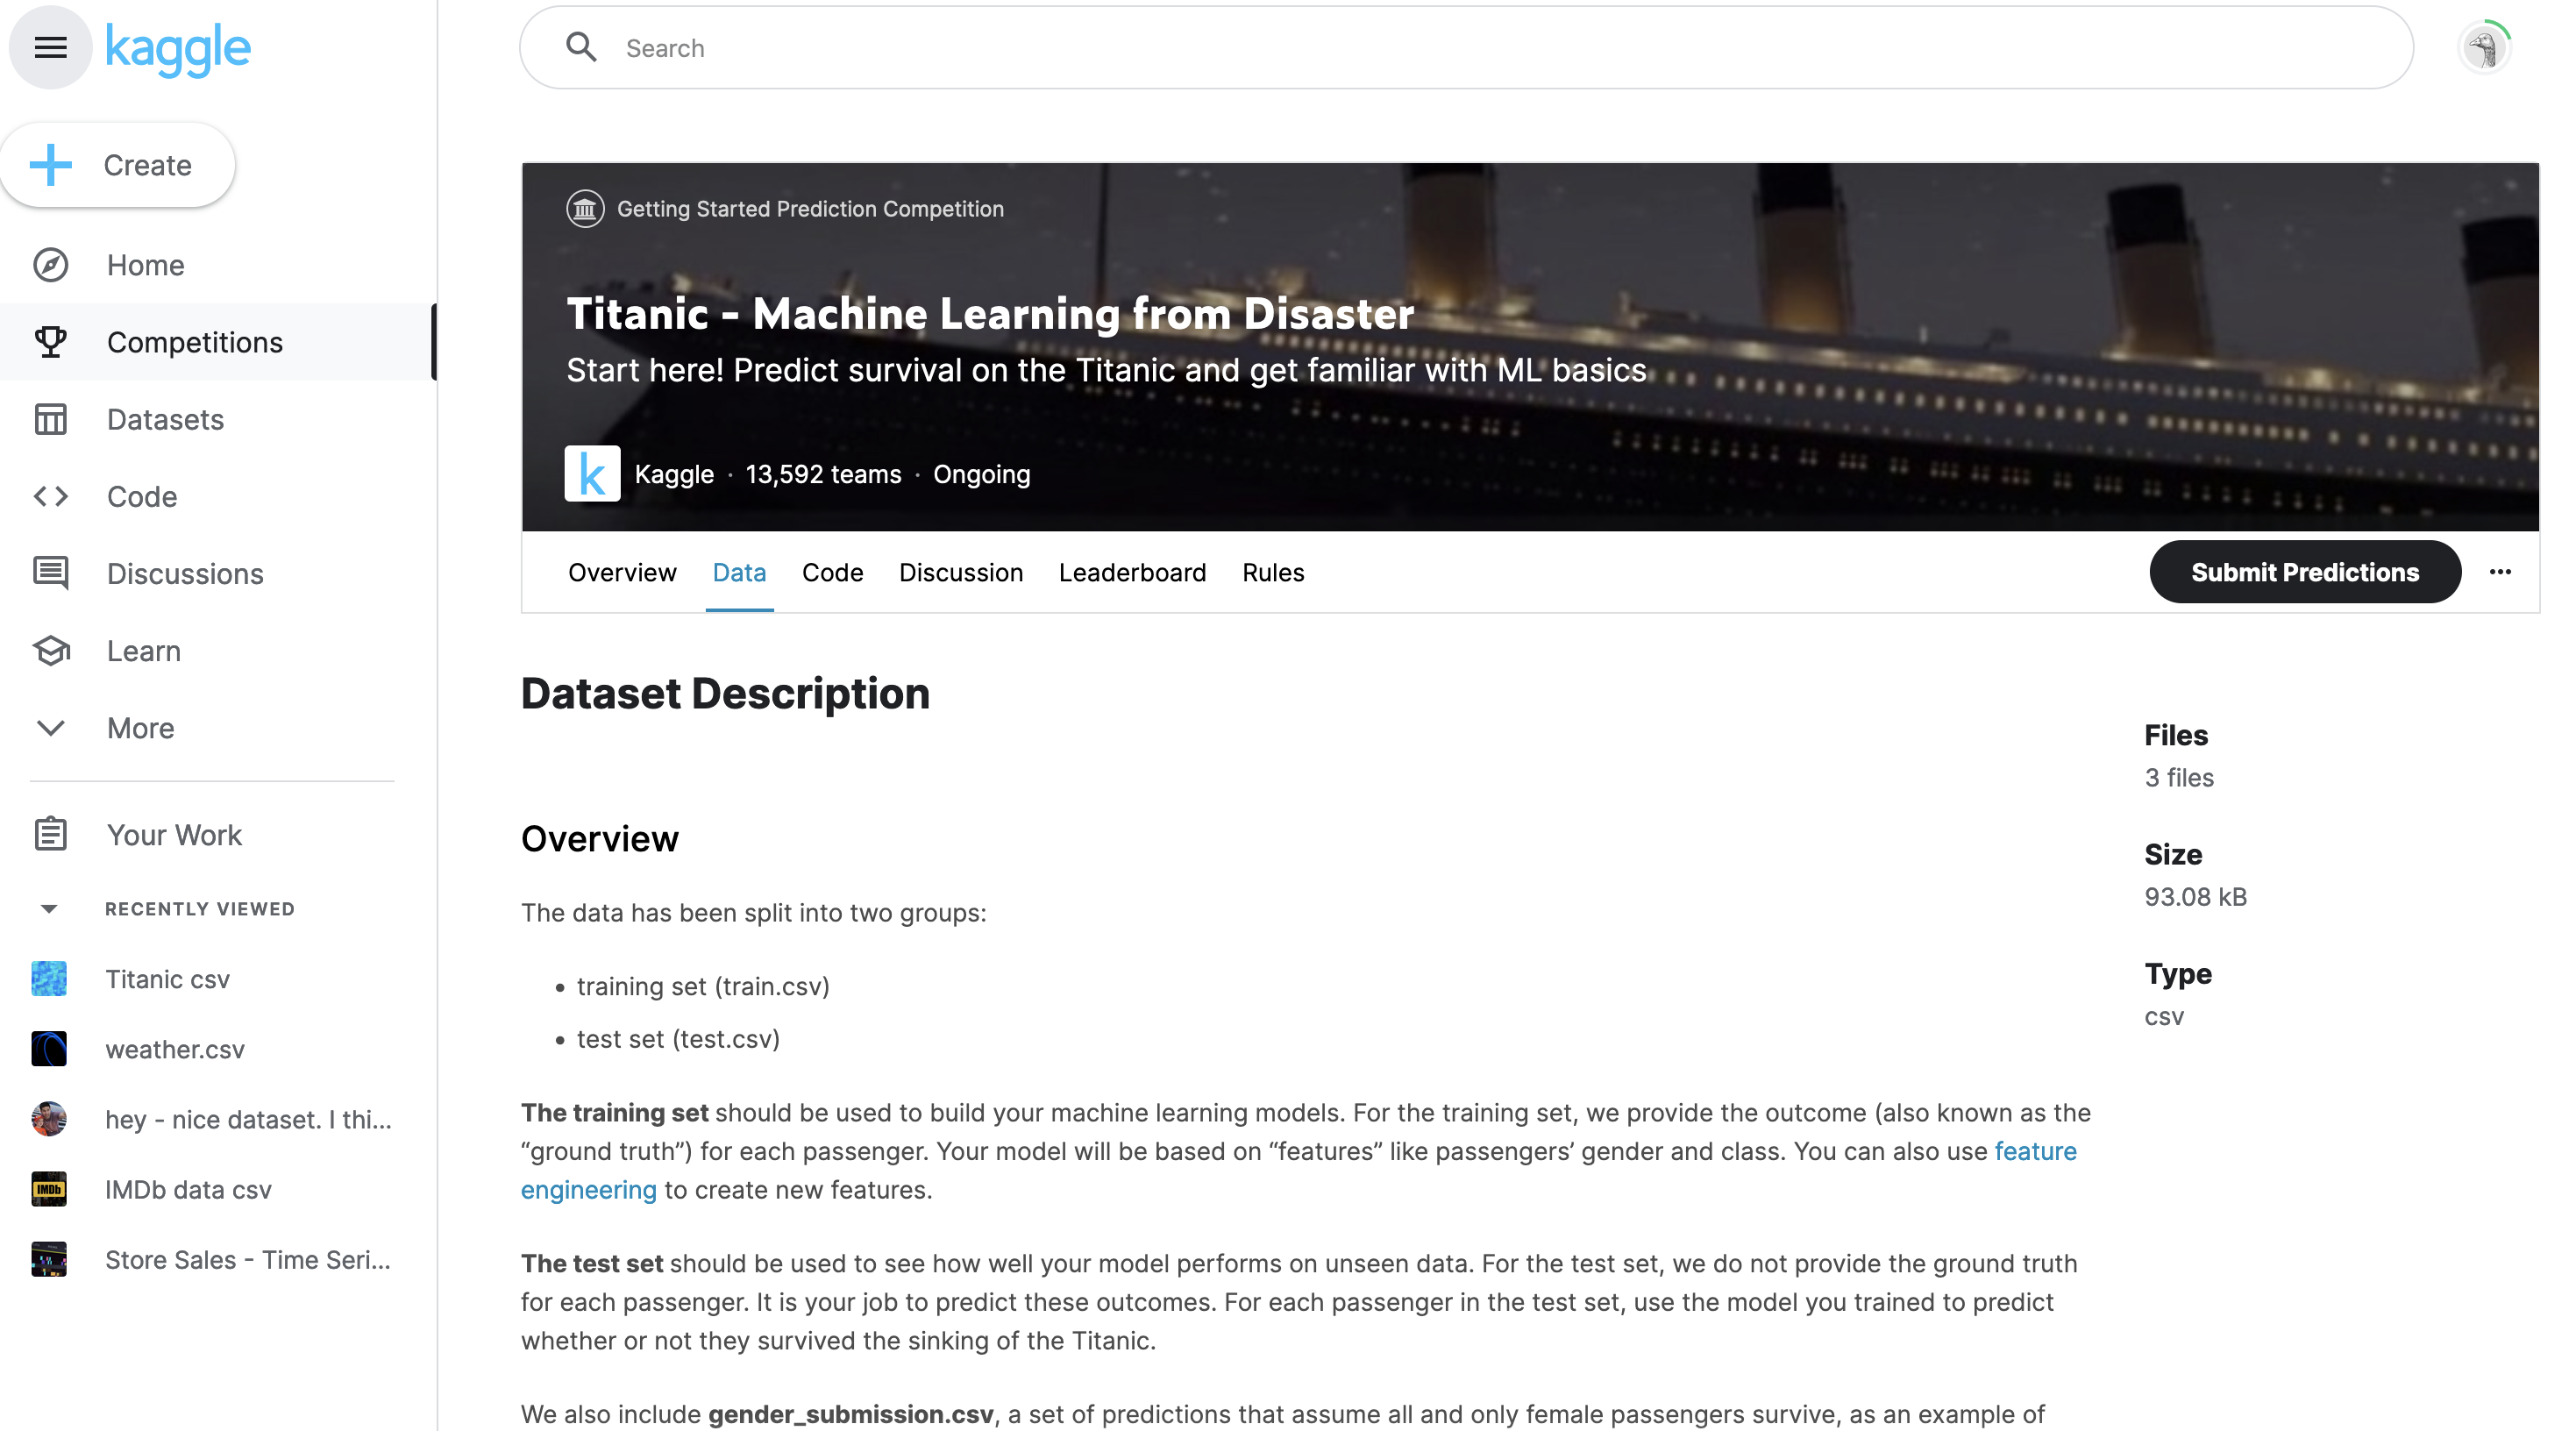 kaggle
Search
Create
Home
Competitions
Datasets
Code
Discussions
Learn
More
Your Work
RECENTLY VIEWED
Titanic csv
weather.csv
hey - nice dataset. I thi...
IMDb
IMDb data csv
Store Sales - Time Seri...
Getting Started Prediction Competition
Titanic - Machine Learning from Disaster
Start here! Predict survival on the Titanic and get familiar with ML basics
k
Kaggle · 13,592 teams · Ongoing
Overview Data Code Discussion Leaderboard Rules
Submit Predictions
Dataset Description
Overview
The data has been split into two groups:
• training set (train.csv)
• test set (test.csv)
The training set should be used to build your machine learning models. For the training set, we provide the outcome (also known as the
“ground truth”) for each passenger. Your model will be based on “features” like passengers’ gender and class. You can also use feature
engineering to create new features.
The test set should be used to see how well your model performs on unseen data. For the test set, we do not provide the ground truth
for each passenger. It is your job to predict these outcomes. For each passenger in the test set, use the model you trained to predict
whether or not they survived the sinking of the Titanic.
We also include gender_submission.csv, a set of predictions that assume all and only female passengers survive, as an example of
Files
3 files
Size
93.08 kB
Type
csv